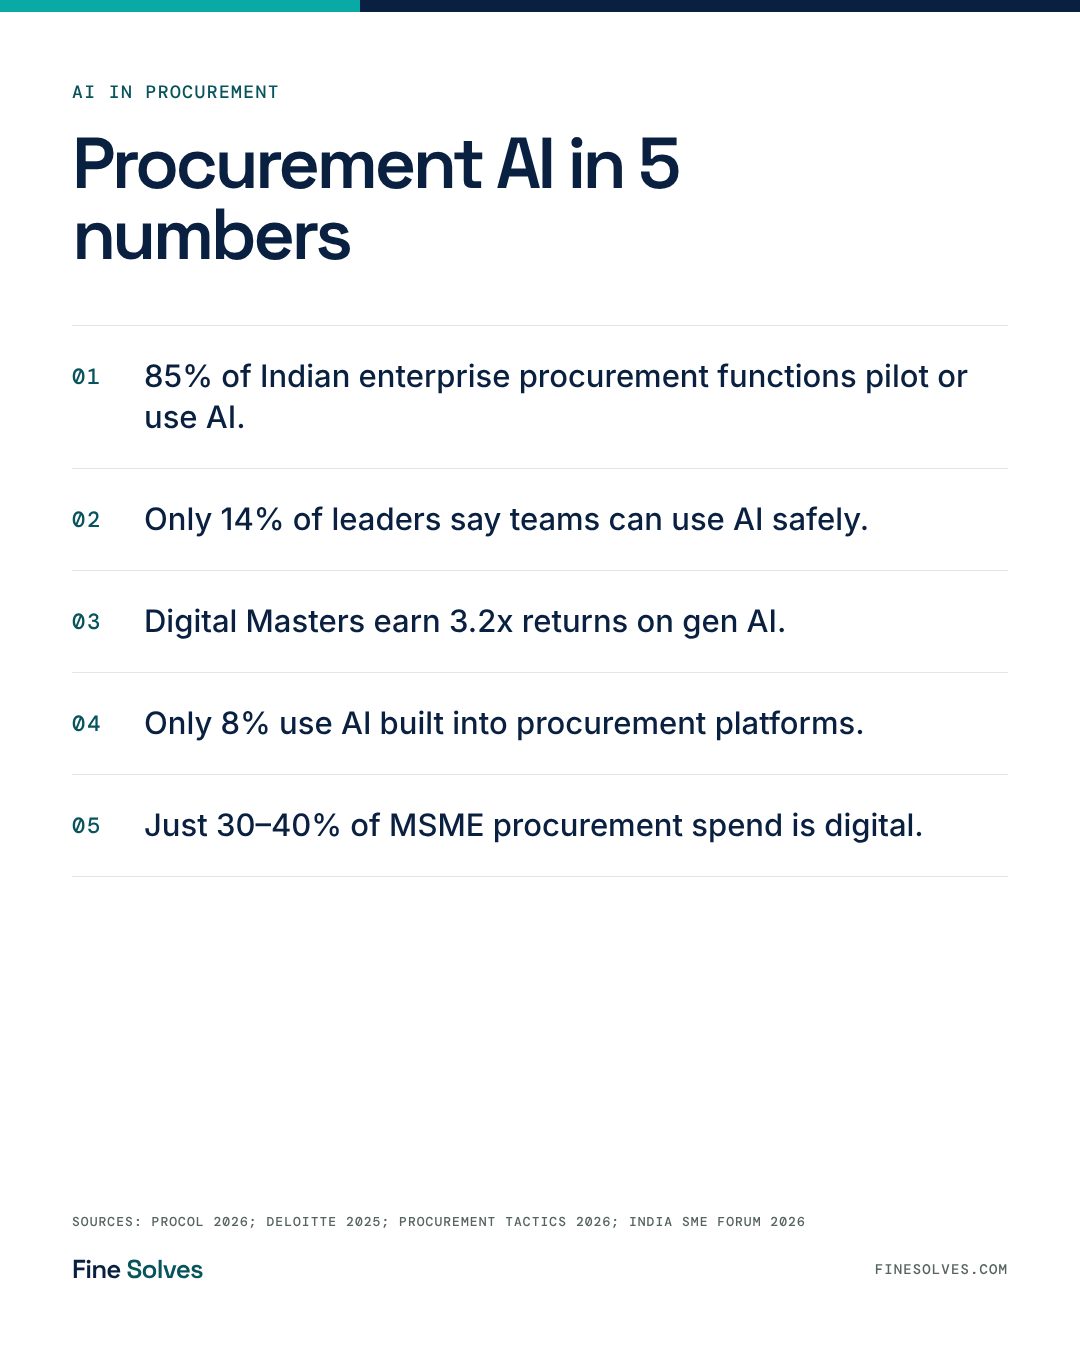 AI IN PROCUREMENT
Procurement AI in 5
numbers
01 85% of Indian enterprise procurement functions pilot or
use AI.
02 Only 14% of leaders say teams can use AI safely.
03 Digital Masters earn 3.2x returns on gen AI.
04 Only 8% use AI built into procurement platforms.
05 Just 30–40% of MSME procurement spend is digital.
SOURCES: PROCOL 2026; DELOITTE 2025; PROCUREMENT TACTICS 2026; INDIA SME FORUM 2026
Fine Solves FINESOLVES.COM